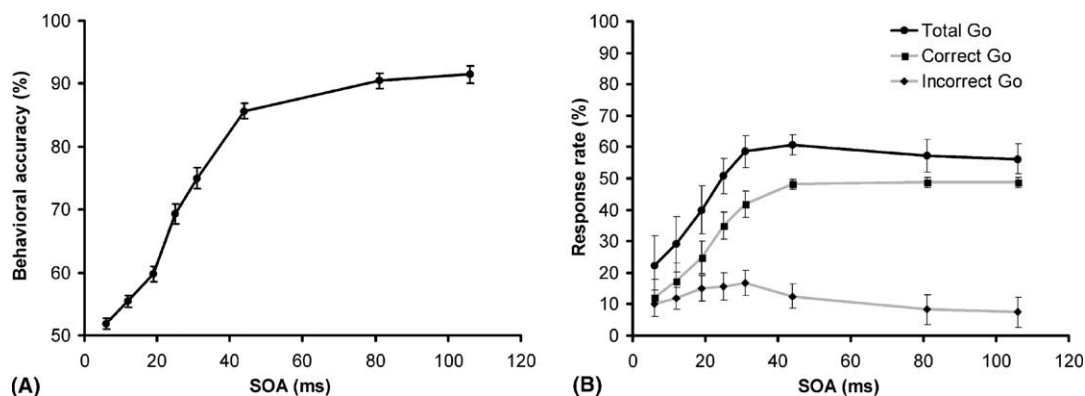 Behavioral accuracy (%)
100
90
80
70
60
50
0 20 40 60 80 100 120
SOA (ms)
(A)
Response rate (%)
100
90
80
70
60
50
40
30
20
10
0
0 20 40 60 80 100 120
SOA (ms)
(B)
Total Go
Correct Go
Incorrect Go